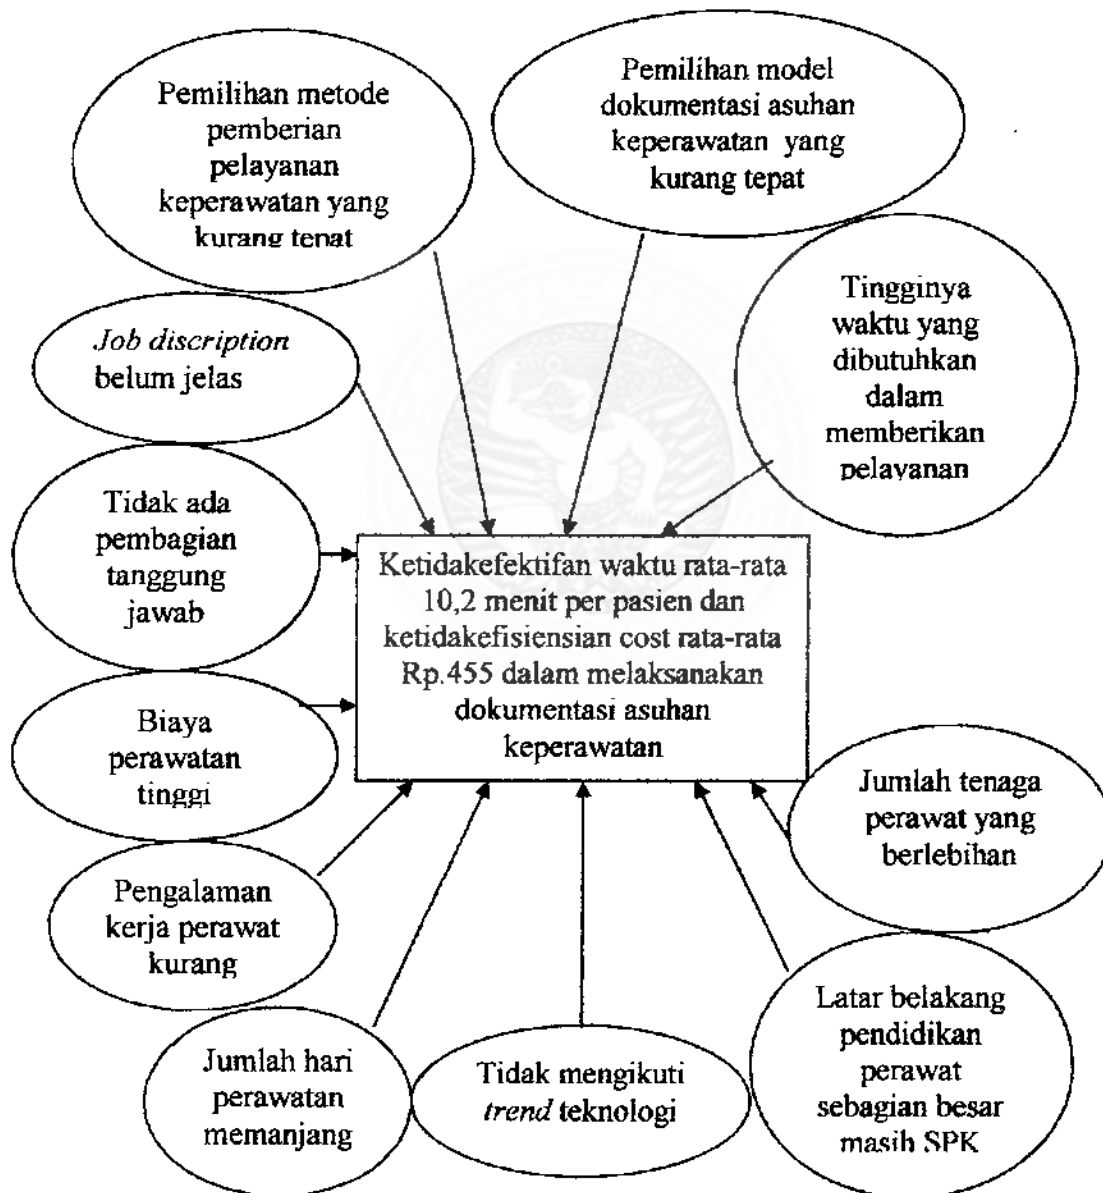 Pemilihan metode
pemberian
pelayanan
keperawatan yang
kurang tepat
Pemilihan model
dokumentasi asuhan
keperawatan yang
kurang tepat
Tingginya
waktu yang
dibutuhkan
dalam
memberikan
pelayanan
Job discription
belum jelas
Tidak ada
pembagian
tanggung
jawab
Ketidakefektifan waktu rata-rata
10,2 menit per pasien dan
ketidakefisiensian cost rata-rata
Rp.455 dalam melaksanakan
dokumentasi asuhan
keperawatan
Biaya
perawatan
tinggi
Jumlah tenaga
perawat yang
berlebihan
Pengalaman
kerja perawat
kurang
Jumlah hari
perawatan
memanjang
Tidak mengikuti
trend teknologi
Latar belakang
pendidikan
perawat
sebagian besar
masih SPK